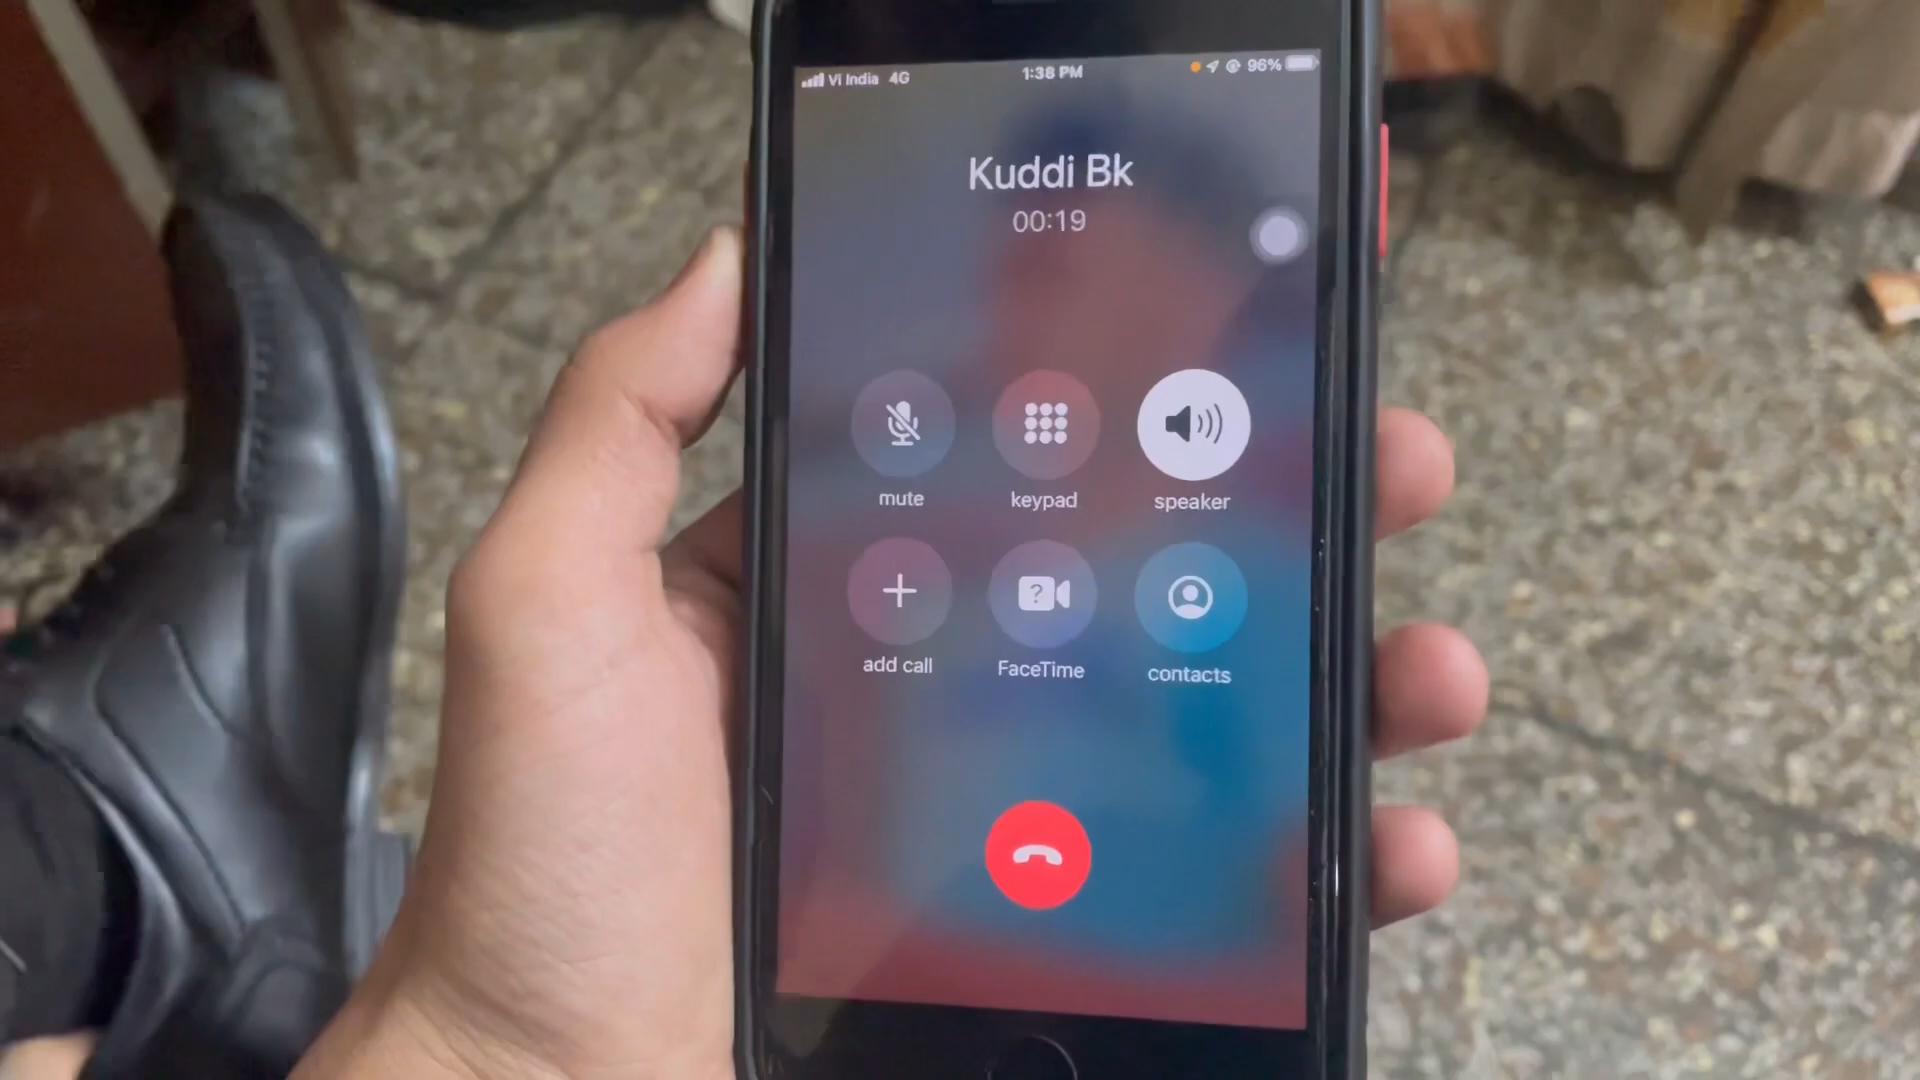 Vi India 4G 1:38 PM 96%
Kuddi Bk
00:19
mute keypad speaker
?
add call FaceTime contacts